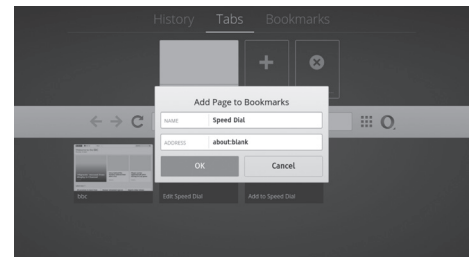 History Tabs Bookmarks
Add Page to Bookmarks
NAME Speed Dial
ADDRESS about:blank
OK Cancel
bbc Edit Speed Dial Add to Speed Dial